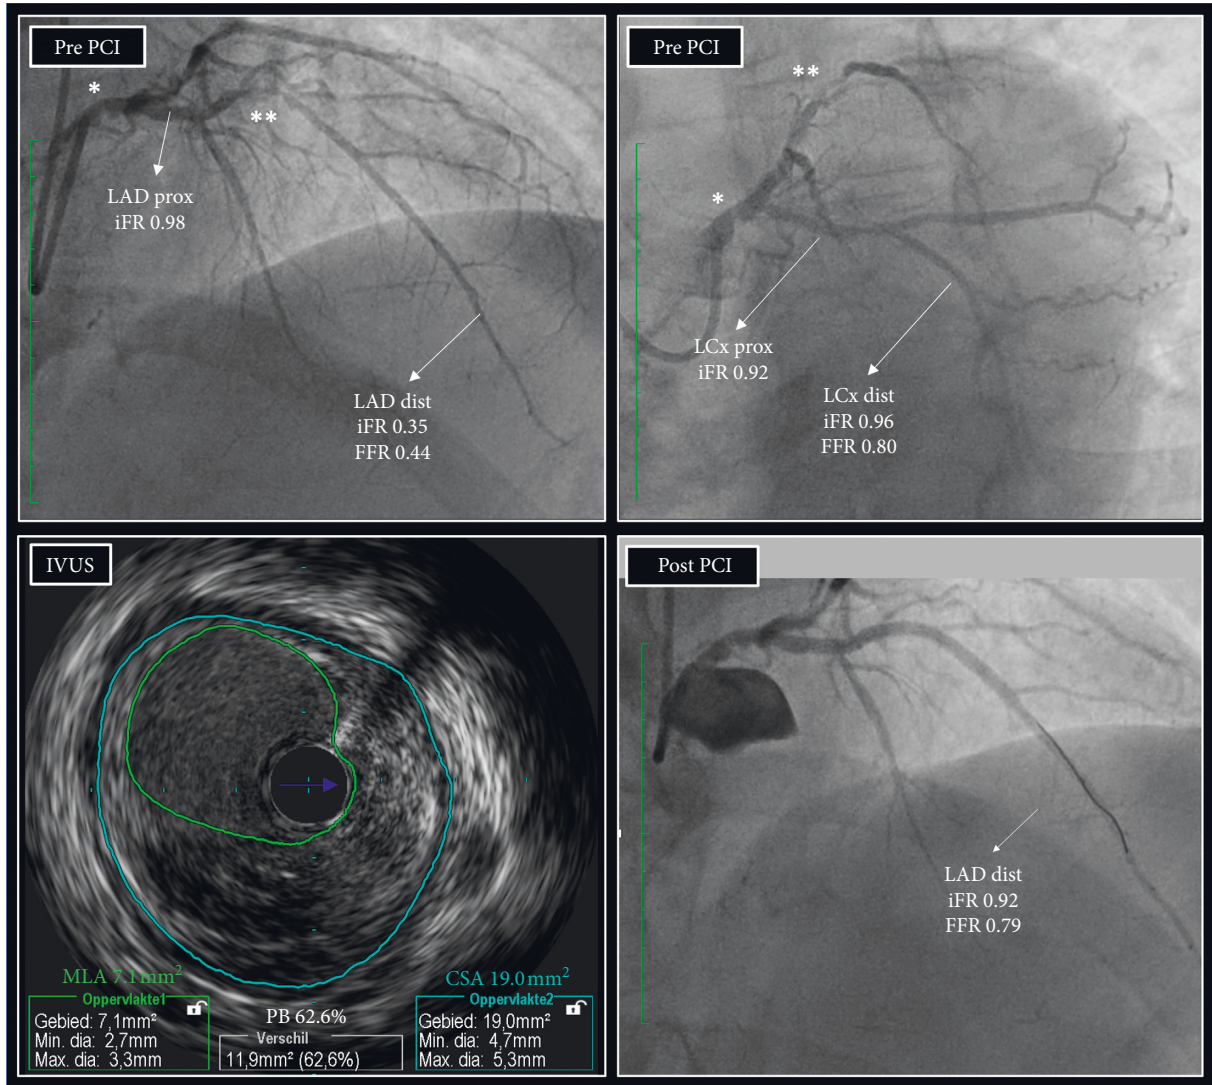 Pre PCI
*
**
LAD prox
iFR 0.98
LAD dist
iFR 0.35
FFR 0.44
Pre PCI
**
*
LCx prox
iFR 0.92
LCx dist
iFR 0.96
FFR 0.80
IVUS
MLA 7.1 mm²
Oppervlakte1
Gebied: 7,1mm²
Min. dia: 2,7mm
Max. dia: 3,3mm
PB 62.6%
Verschil
11,9mm² (62,6%)
CSA 19.0 mm²
Oppervlakte2
Gebied: 19,0mm²
Min. dia: 4,7mm
Max. dia: 5,3mm
Post PCI
LAD dist
iFR 0.92
FFR 0.79